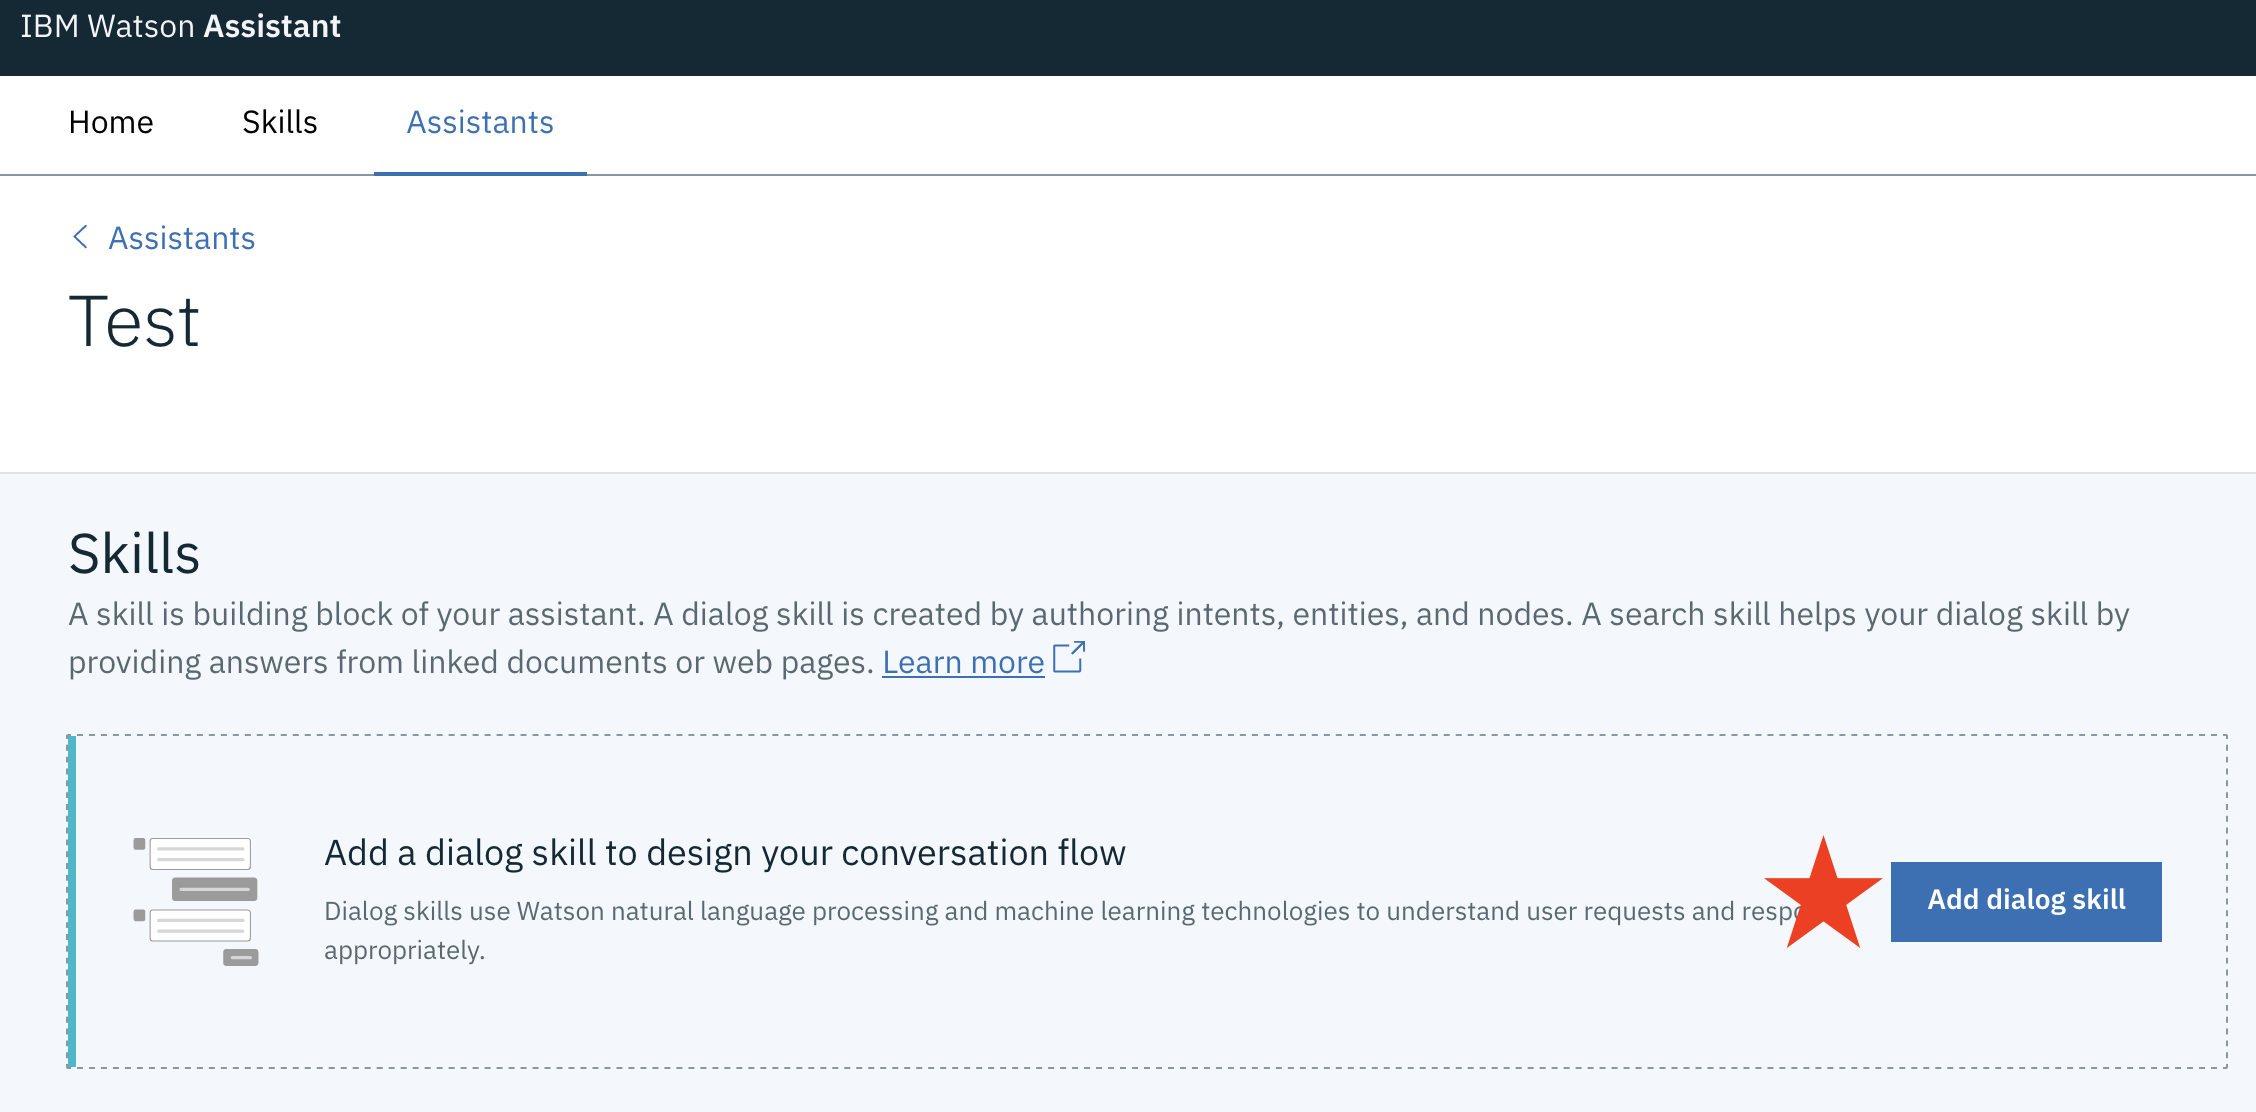 IBM Watson Assistant
Home Skills Assistants
Assistants
Test
Skills
A skill is building block of your assistant. A dialog skill is created by authoring intents, entities, and nodes. A search skill helps your dialog skill by
providing answers from linked documents or web pages. Learn more
Add a dialog skill to design your conversation flow
Dialog skills use Watson natural language processing and machine learning technologies to understand user requests and
appropriately.
Add dialog skill